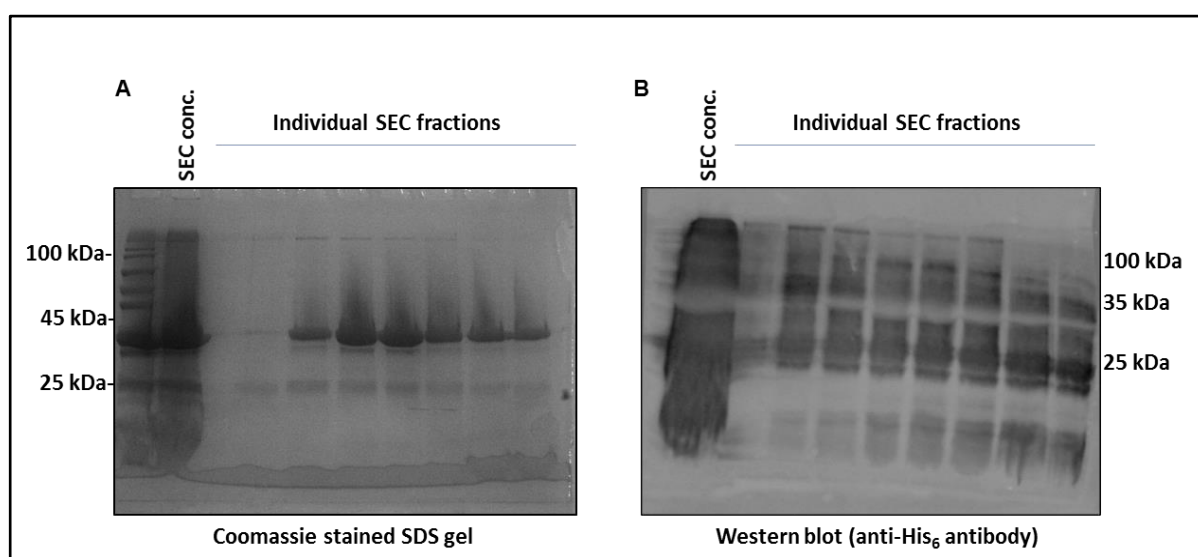 A
SEC conc.
Individual SEC fractions
100 kDa-
45 kDa-
25 kDa-
Coomassie stained SDS gel
B
SEC conc.
Individual SEC fractions
100 kDa
35 kDa
25 kDa
Western blot (anti-His₆ antibody)